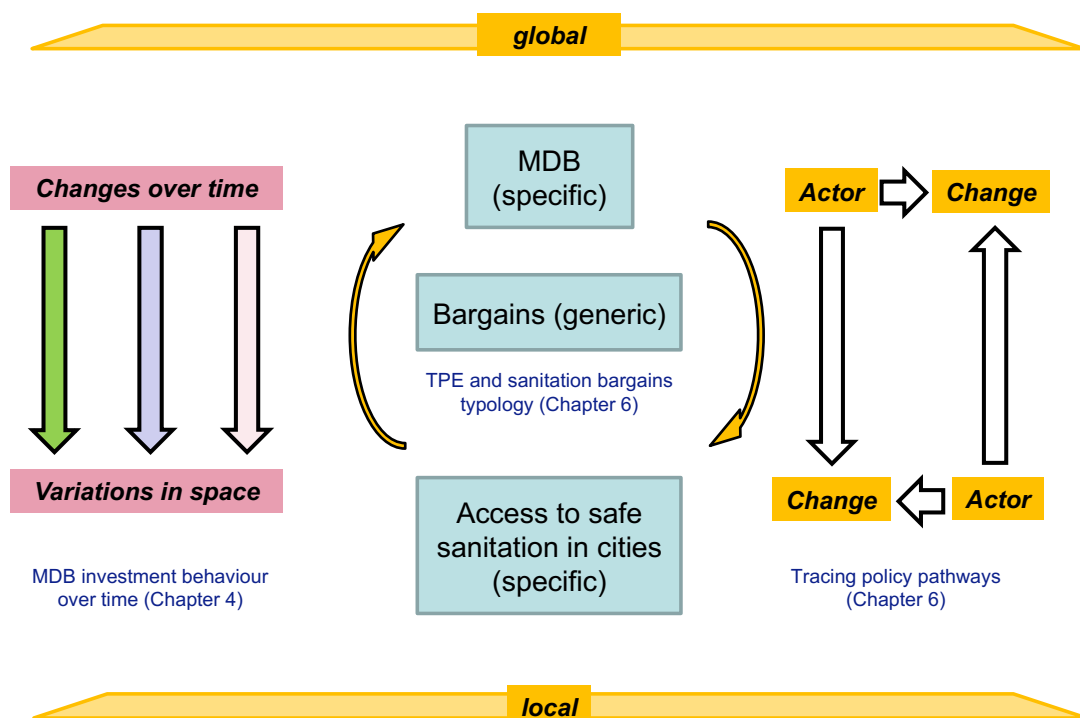 global
Changes over time
Variations in space
MDB investment behaviour
over time (Chapter 4)
MDB
(specific)
Bargains (generic)
TPE and sanitation bargains
typology (Chapter 6)
Access to safe
sanitation in cities
(specific)
Actor
Change
Change
Actor
Tracing policy pathways
(Chapter 6)
local